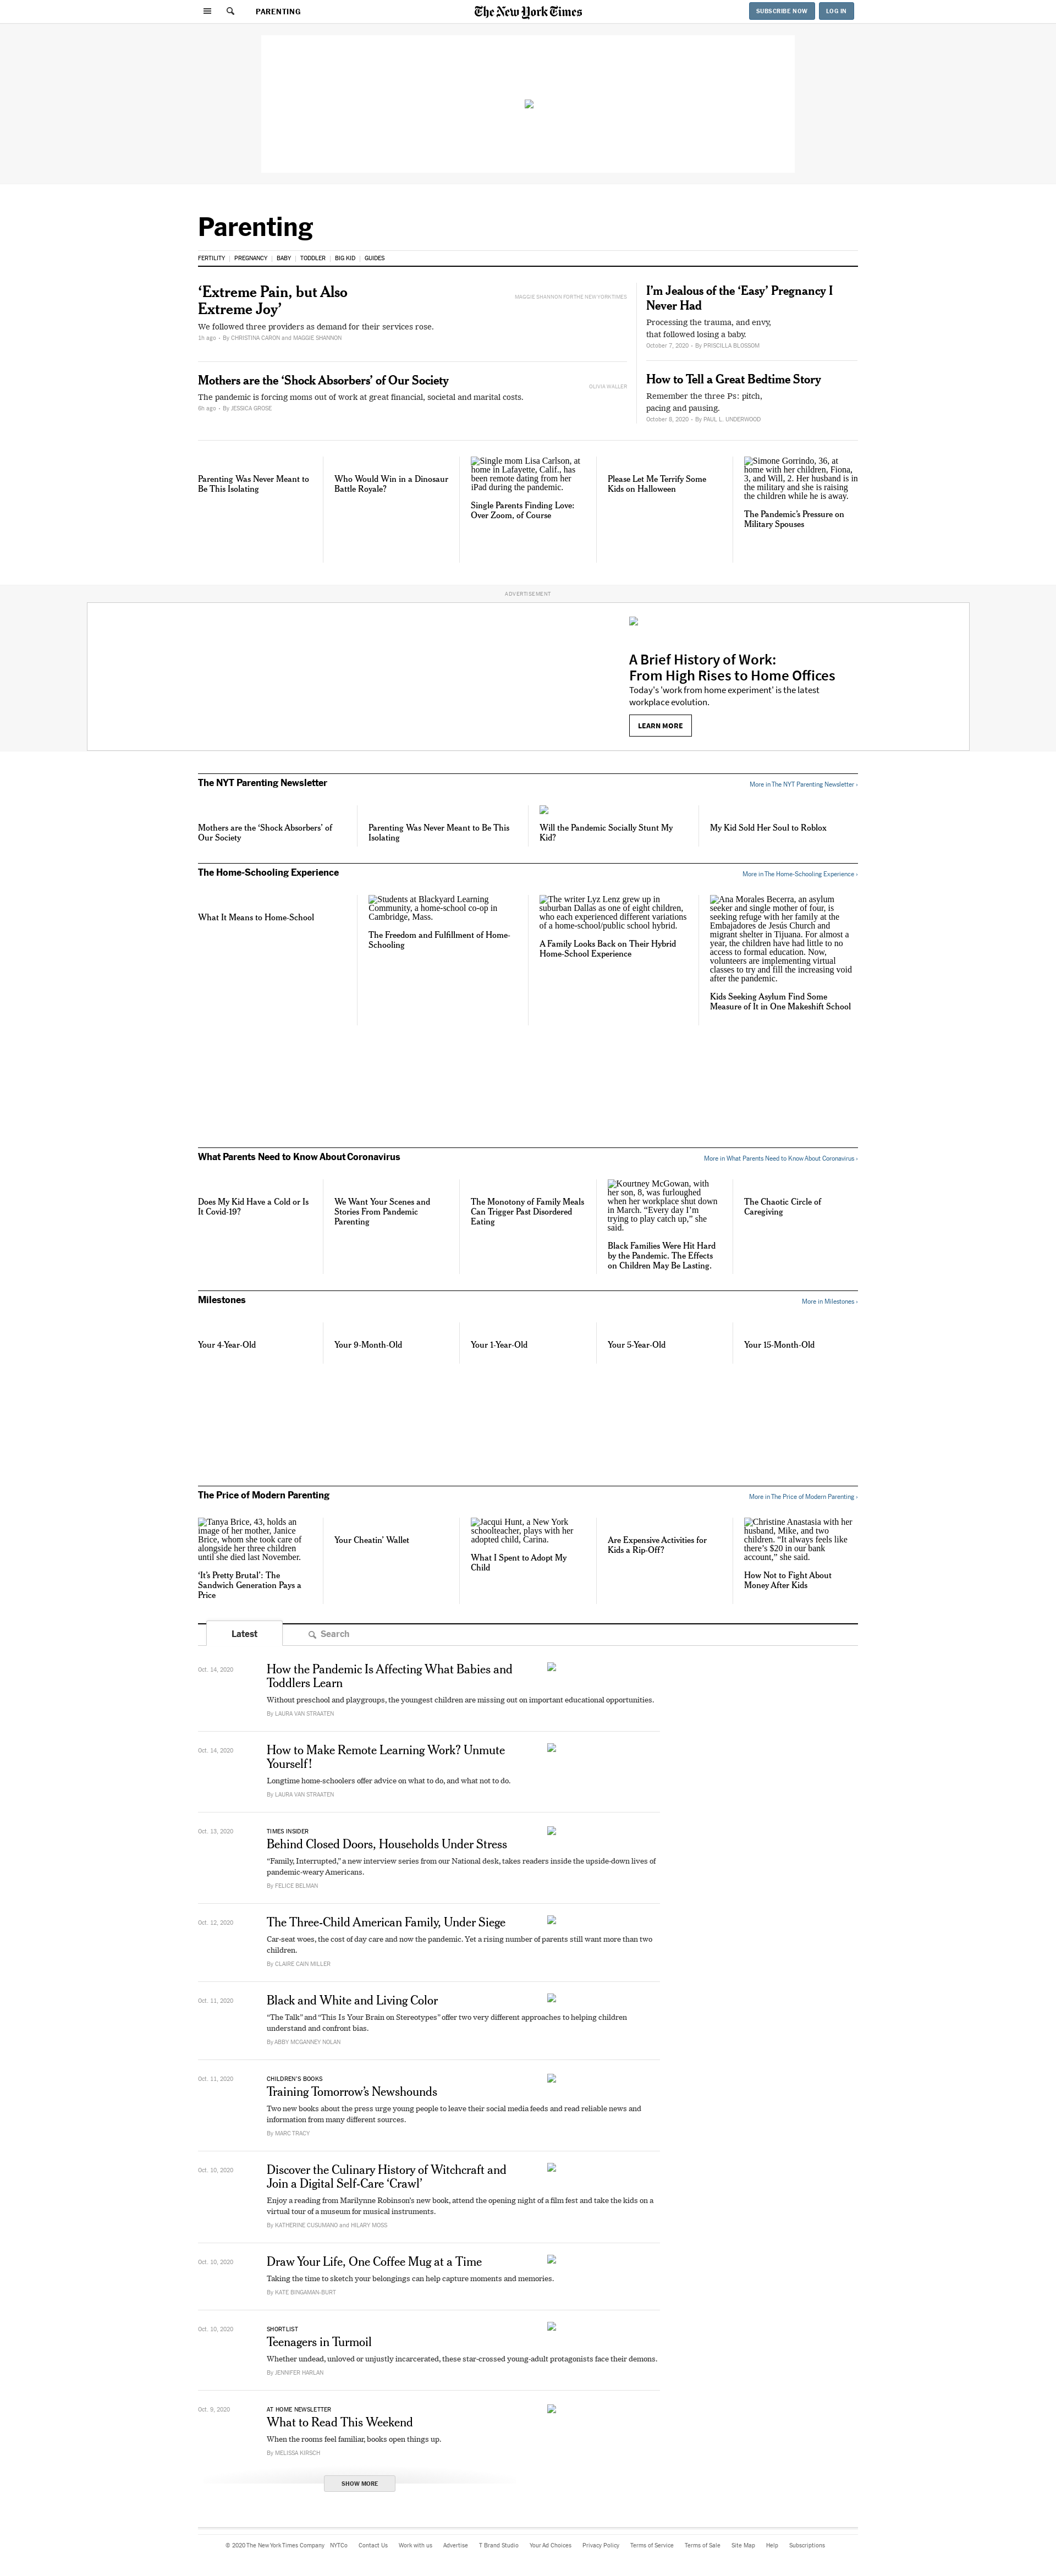 PARENTING
The New York Times
SUBSCRIBE NOW
LOG IN
Parenting
FERTILITY
PREGNANCY
BABY
TODDLER
BIG KID
GUIDES
‘Extreme Pain, but Also
Extreme Joy’
We followed three providers as demand for their services rose.
1h ago • By CHRISTINA CARON and MAGGIE SHANNON
MAGGIE SHANNON FOR THE NEW YORK TIMES
Mothers are the ‘Shock Absorbers’ of Our Society
The pandemic is forcing moms out of work at great financial, societal and marital costs.
6h ago • By JESSICA GROSE
OLIVIA WALLER
I’m Jealous of the ‘Easy’ Pregnancy I
Never Had
Processing the trauma, and envy,
that followed losing a baby.
October 7, 2020 • By PRISCILLA BLOSSOM
How to Tell a Great Bedtime Story
Remember the three Ps: pitch,
pacing and pausing.
October 8, 2020 • By PAUL L. UNDERWOOD
Parenting Was Never Meant to
Be This Isolating
Who Would Win in a Dinosaur
Battle Royale?
Single mom Lisa Carlson, at
home in Lafayette, Calif., has
been remote dating from her
iPad during the pandemic.
Single Parents Finding Love:
Over Zoom, of Course
Please Let Me Terrify Some
Kids on Halloween
Simone Gorrindo, 36, at
home with her children, Fiona,
3, and Will, 2. Her husband is in
the military and she is raising
the children while he is away.
The Pandemic’s Pressure on
Military Spouses
ADVERTISEMENT
A Brief History of Work:
From High Rises to Home Offices
Today's 'work from home experiment' is the latest
workplace evolution.
LEARN MORE
The NYT Parenting Newsletter
More in The NYT Parenting Newsletter ›
Mothers are the ‘Shock Absorbers’ of
Our Society
Parenting Was Never Meant to Be This
Isolating
Will the Pandemic Socially Stunt My
Kid?
My Kid Sold Her Soul to Roblox
The Home-Schooling Experience
More in The Home-Schooling Experience ›
What It Means to Home-School
Students at Blackyard Learning
Community, a home-school co-op in
Cambridge, Mass.
The Freedom and Fulfillment of Home-
Schooling
The writer Lyz Lenz grew up in
suburban Dallas as one of eight children,
who each experienced different variations
of a home-school/public school hybrid.
A Family Looks Back on Their Hybrid
Home-School Experience
Ana Morales Becerra, an asylum
seeker and single mother of four, is
seeking refuge with her family at the
Embajadores de Jesús Church and
migrant shelter in Tijuana. For almost a
year, the children have had little to no
access to formal education. Now,
volunteers are implementing virtual
classes to try and fill the increasing void
after the pandemic.
Kids Seeking Asylum Find Some
Measure of It in One Makeshift School
What Parents Need to Know About Coronavirus
More in What Parents Need to Know About Coronavirus ›
Does My Kid Have a Cold or Is
It Covid-19?
We Want Your Scenes and
Stories From Pandemic
Parenting
The Monotony of Family Meals
Can Trigger Past Disordered
Eating
Kourtney McGowan, with
her son, 8, was furloughed
when her workplace shut down
in March. “Every day I’m
trying to play catch up,” she
said.
Black Families Were Hit Hard
by the Pandemic. The Effects
on Children May Be Lasting.
The Chaotic Circle of
Caregiving
Milestones
More in Milestones ›
Your 4-Year-Old
Your 9-Month-Old
Your 1-Year-Old
Your 5-Year-Old
Your 15-Month-Old
The Price of Modern Parenting
More in The Price of Modern Parenting ›
Tanya Brice, 43, holds an
image of her mother, Janice
Brice, whom she took care of
alongside her three children
until she died last November.
‘It’s Pretty Brutal’: The
Sandwich Generation Pays a
Price
Your Cheatin’ Wallet
Jacqui Hunt, a New York
schoolteacher, plays with her
adopted child, Carina.
What I Spent to Adopt My
Child
Are Expensive Activities for
Kids a Rip-Off?
Christine Anastasia with her
husband, Mike, and two
children. “It always feels like
there’s $20 in our bank
account,” she said.
How Not to Fight About
Money After Kids
Latest
Search
Oct. 14, 2020
How the Pandemic Is Affecting What Babies and
Toddlers Learn
Without preschool and playgroups, the youngest children are missing out on important educational opportunities.
By LAURA VAN STRAATEN
Oct. 14, 2020
How to Make Remote Learning Work? Unmute
Yourself!
Longtime home-schoolers offer advice on what to do, and what not to do.
By LAURA VAN STRAATEN
Oct. 13, 2020
TIMES INSIDER
Behind Closed Doors, Households Under Stress
“Family, Interrupted,” a new interview series from our National desk, takes readers inside the upside-down lives of
pandemic-weary Americans.
By FELICE BELMAN
Oct. 12, 2020
The Three-Child American Family, Under Siege
Car-seat woes, the cost of day care and now the pandemic. Yet a rising number of parents still want more than two
children.
By CLAIRE CAIN MILLER
Oct. 11, 2020
Black and White and Living Color
“The Talk” and “This Is Your Brain on Stereotypes” offer two very different approaches to helping children
understand and confront bias.
By ABBY MCGANNEY NOLAN
Oct. 11, 2020
CHILDREN’S BOOKS
Training Tomorrow’s Newshounds
Two new books about the press urge young people to leave their social media feeds and read reliable news and
information from many different sources.
By MARC TRACY
Oct. 10, 2020
Discover the Culinary History of Witchcraft and
Join a Digital Self-Care ‘Crawl’
Enjoy a reading from Marilynne Robinson’s new book, attend the opening night of a film fest and take the kids on a
virtual tour of a museum for musical instruments.
By KATHERINE CUSUMANO and HILARY MOSS
Oct. 10, 2020
Draw Your Life, One Coffee Mug at a Time
Taking the time to sketch your belongings can help capture moments and memories.
By KATE BINGAMAN-BURT
Oct. 10, 2020
SHORTLIST
Teenagers in Turmoil
Whether undead, unloved or unjustly incarcerated, these star-crossed young-adult protagonists face their demons.
By JENNIFER HARLAN
Oct. 9, 2020
AT HOME NEWSLETTER
What to Read This Weekend
When the rooms feel familiar, books open things up.
By MELISSA KIRSCH
SHOW MORE
© 2020 The New York Times Company
NYTCo
Contact Us
Work with us
Advertise
T Brand Studio
Your Ad Choices
Privacy Policy
Terms of Service
Terms of Sale
Site Map
Help
Subscriptions